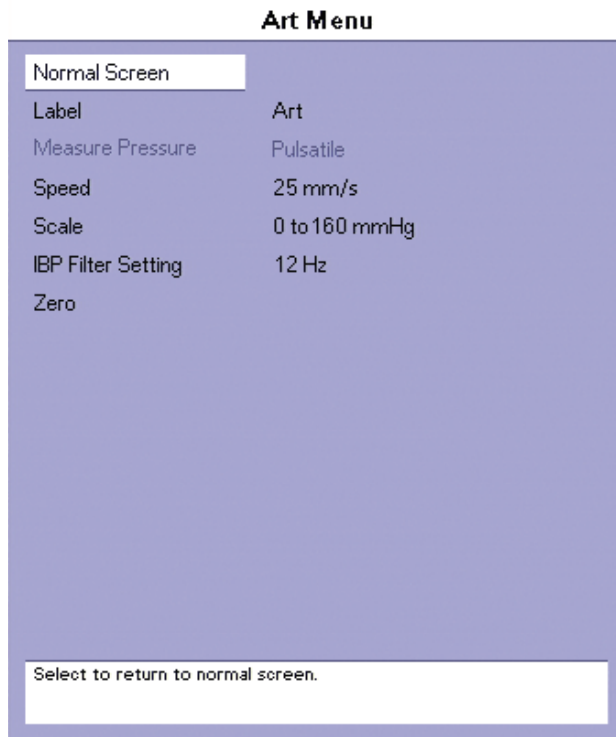 Art Menu
Normal Screen
Label Art
Measure Pressure Pulsatile
Speed 25 mm/s
Scale 0 to 160 mmHg
IBP Filter Setting 12 Hz
Zero
Select to return to normal screen.